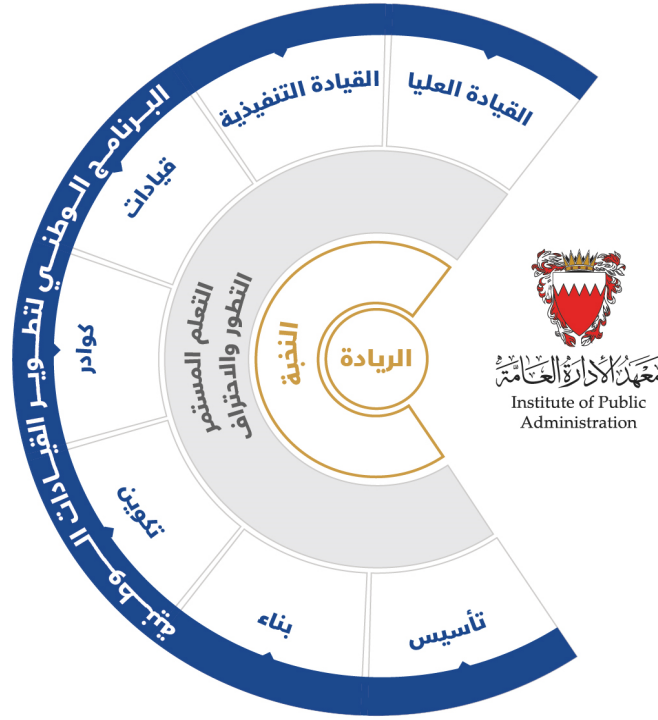 البرنامج الوطني لتطوير القيادات الوطنية
القيادة العليا
القيادة التنفيذية
قيادات
كوادر
تكوين
بناء
تأسيس
التعلم المستمر
التطور والاحتراف
النخبة
الريادة
معهد الإدارة العامة
Institute of Public
Administration